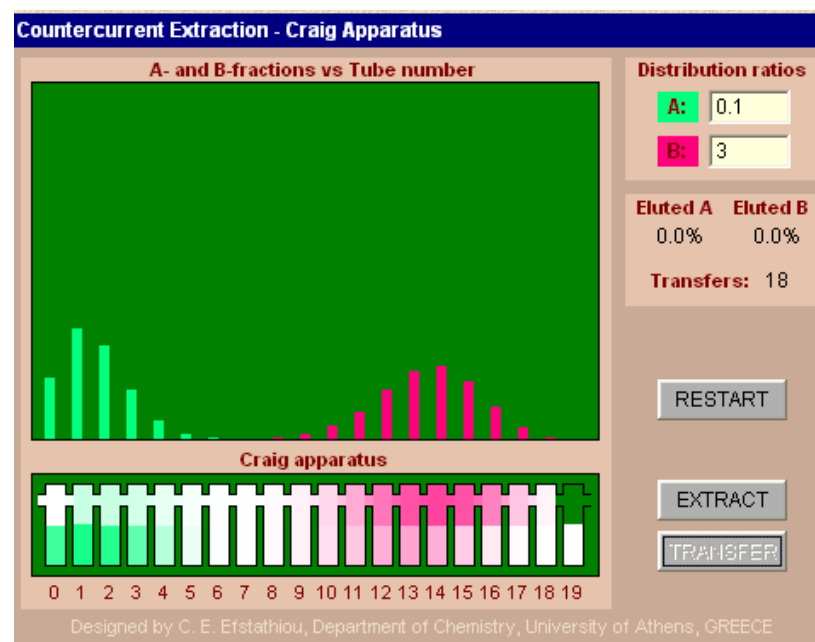 Countercurrent Extraction - Craig Apparatus
A- and B-fractions vs Tube number
Distribution ratios
A: 0.1
B: 3
Eluted A Eluted B
0.0% 0.0%
Transfers: 18
RESTART
Craig apparatus
EXTRACT
TRANSFER
0 1 2 3 4 5 6 7 8 9 10 11 12 13 14 15 16 17 18 19
Designed by C. E. Efstathiou, Department of Chemistry, University of Athens, GREECE